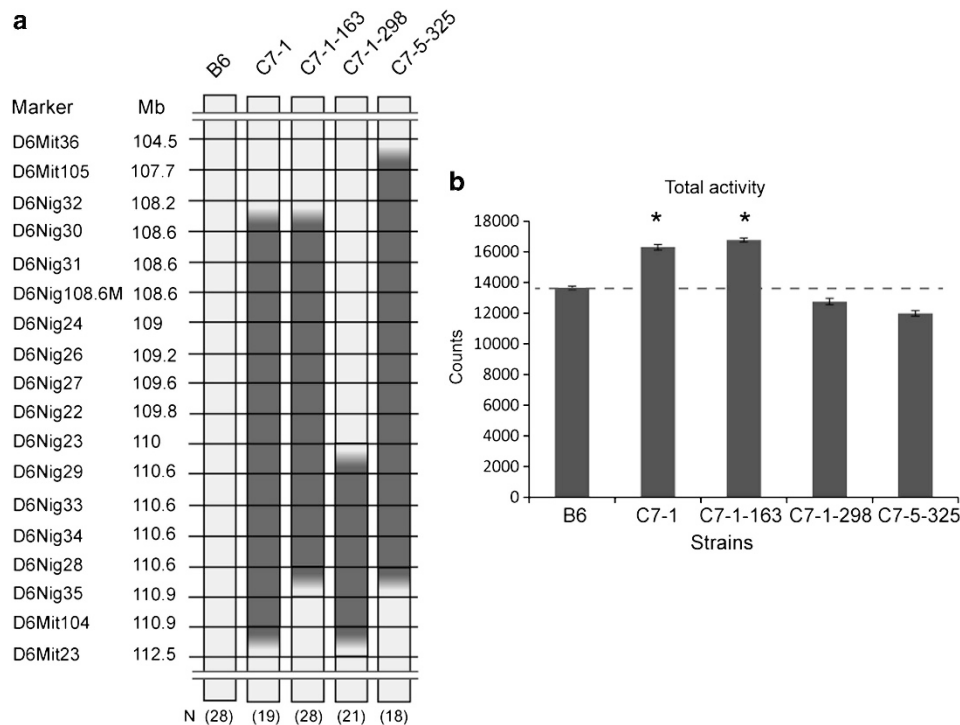 a
B6 C7-1 C7-1-163 C7-1-298 C7-5-325
Marker Mb
D6Mit36 104.5
D6Mit105 107.7
D6Nig32 108.2
D6Nig30 108.6
D6Nig31 108.6
D6Nig108.6M 108.6
D6Nig24 109
D6Nig26 109.2
D6Nig27 109.6
D6Nig22 109.8
D6Nig23 110
D6Nig29 110.6
D6Nig33 110.6
D6Nig34 110.6
D6Nig28 110.6
D6Nig35 110.9
D6Mit104 110.9
D6Mit23 112.5
N (28) (19) (28) (21) (18)
b
Total activity
18000
16000
14000
12000
10000
8000
6000
4000
2000
0
Counts
* *
B6 C7-1 C7-1-163 C7-1-298 C7-5-325
Strains